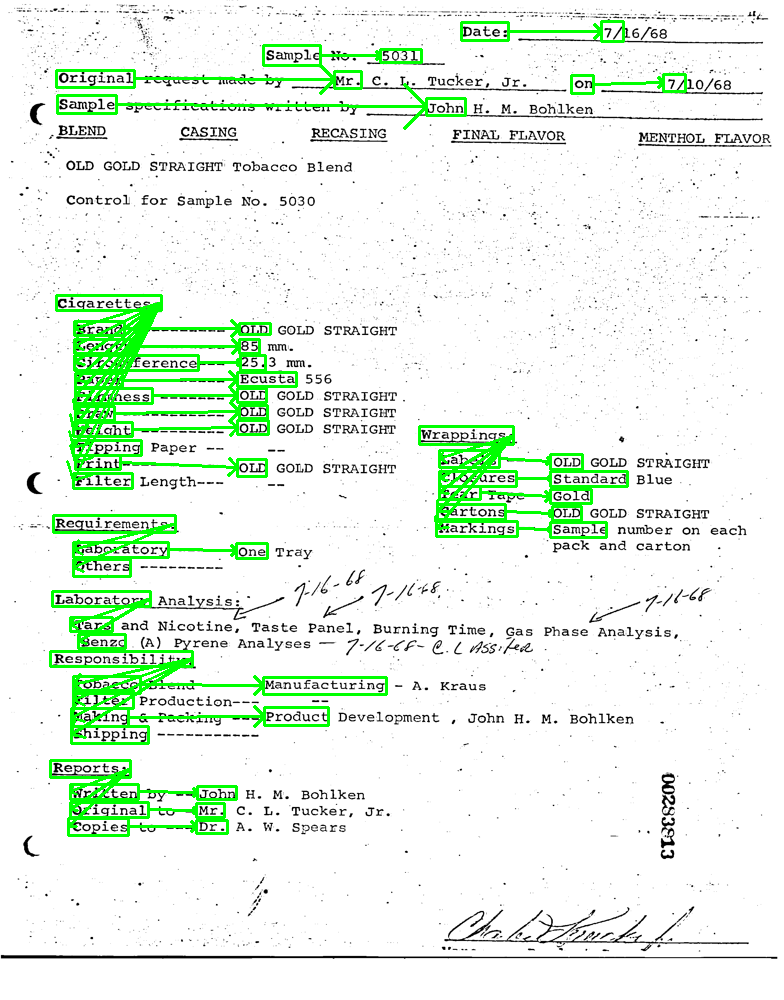 Date: 7/16/68
Sample No. 5031
Original request made by Mr. C. L. Tucker, Jr. on 7/10/68
Sample specifications written by John H. M. Bohlken
BLEND CASING RECASING FINAL FLAVOR MENTHOL FLAVOR
OLD GOLD STRAIGHT Tobacco Blend
Control for Sample No. 5030
Cigarettes:
Brand --------- OLD GOLD STRAIGHT
Length --------- 85 mm.
Circumference---- 25.3 mm.
Paper ---------- Ecusta 556
Firmness -------- OLD GOLD STRAIGHT
Draw ---------- OLD GOLD STRAIGHT
Weight --------- OLD GOLD STRAIGHT
Tipping Paper -- --
Print---------- OLD GOLD STRAIGHT
Filter Length---- --
Wrappings:
Labels ---- OLD GOLD STRAIGHT
Closures---- Standard Blue
Tear Tape -- Gold
Cartons ---- OLD GOLD STRAIGHT
Markings --- Sample number on each
pack and carton
Requirements:
Laboratory ------ One Tray
Others ----------
Laboratory Analysis: 7-16-68 7-16-68 7-16-68
Tars and Nicotine, Taste Panel, Burning Time, Gas Phase Analysis,
Benzo (A) Pyrene Analyses — 7-16-68 - C. L
Responsibility:
Tobacco Blend ------ Manufacturing - A. Kraus
Filter Production--- --
Making & Packing --- Product Development , John H. M. Bohlken
Shipping -----------
Reports:
Written by -- John H. M. Bohlken
Original to - Mr. C. L. Tucker, Jr.
Copies to --- Dr. A. W. Spears
00283813